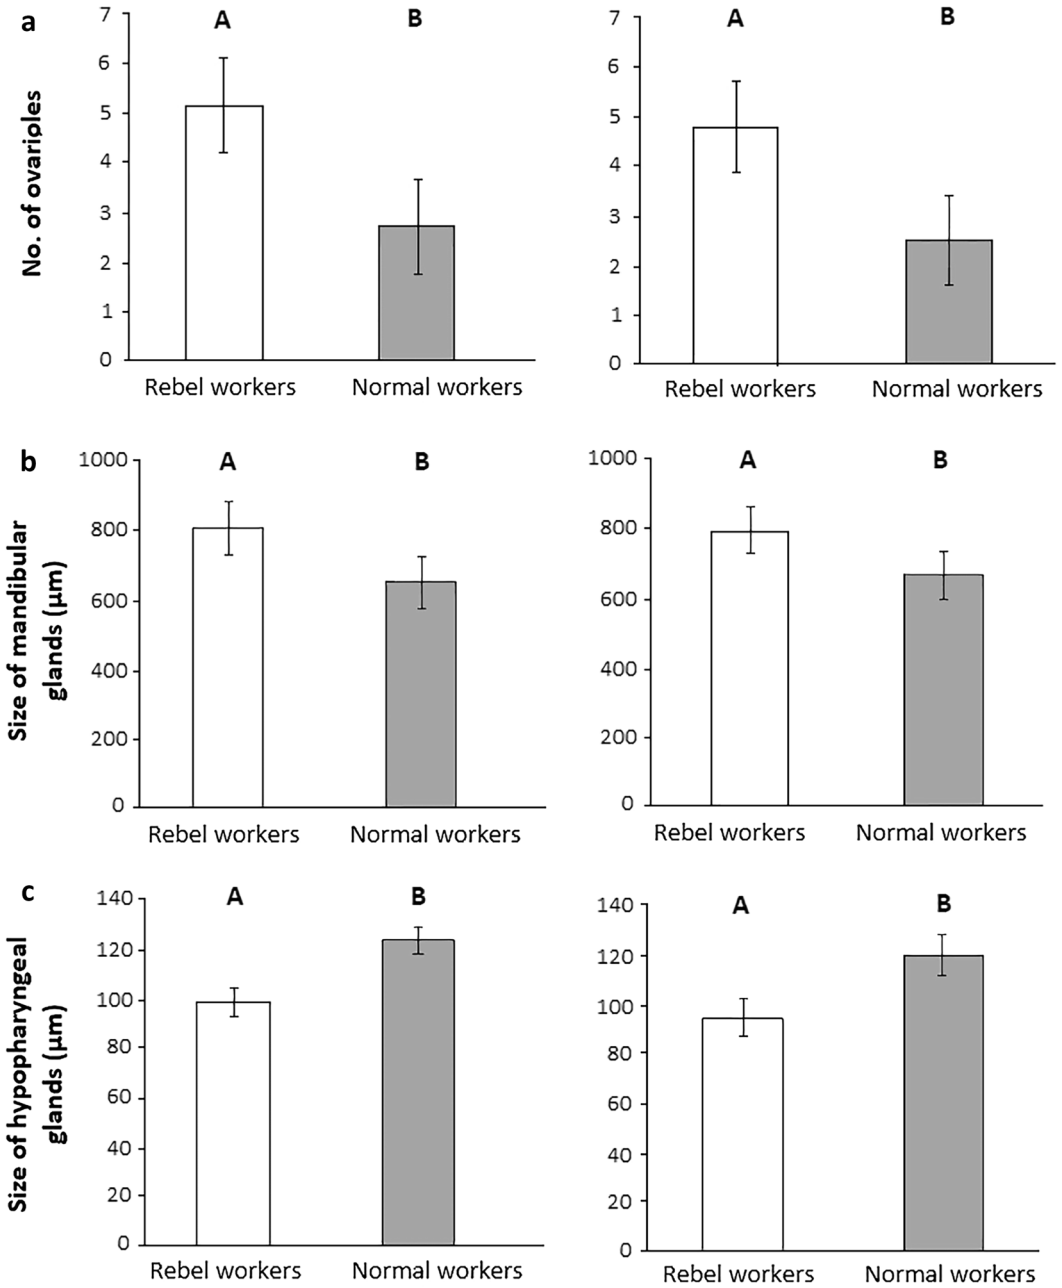 a
No. of ovariples
7
6
5
4
3
2
1
0
A B
Rebel workers Normal workers
7
6
5
4
3
2
1
0
A B
Rebel workers Normal workers
b
Size of mandibular
glands (µm)
1000
800
600
400
200
0
A B
Rebel workers Normal workers
1000
800
600
400
200
0
A B
Rebel workers Normal workers
c
Size of hypopharyngeal
glands (µm)
140
120
100
80
60
40
20
0
A B
Rebel workers Normal workers
140
120
100
80
60
40
20
0
A B
Rebel workers Normal workers